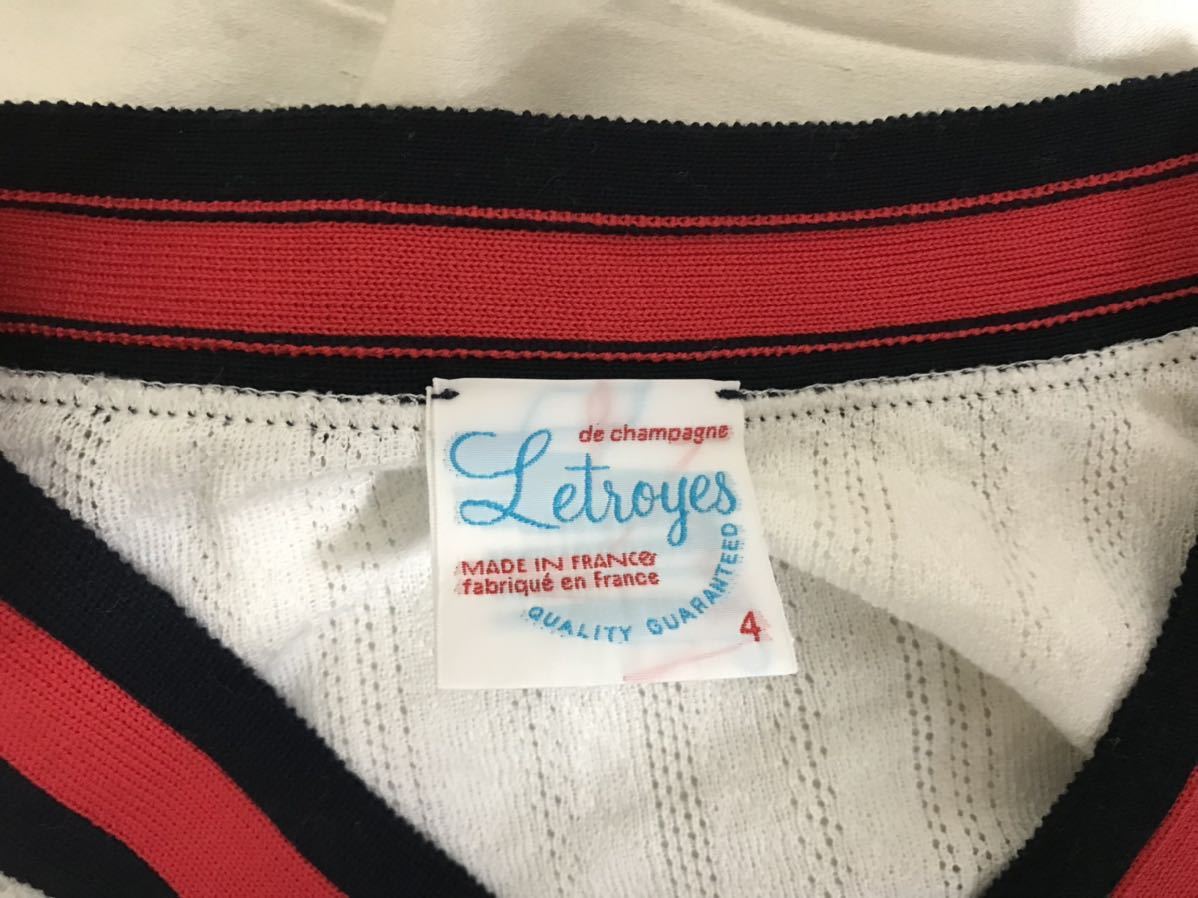 de champagne
Letroyes
MADE IN FRANCE
fabriqué en France
QUALITY GUARANTEED
4